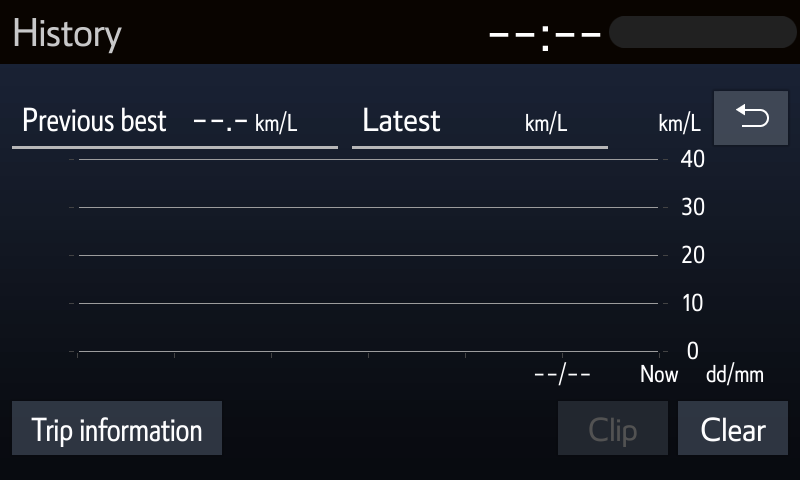 History --:--
Previous best --.- km/L Latest km/L km/L
40
30
20
10
0
--/-- Now dd/mm
Trip information Clip Clear